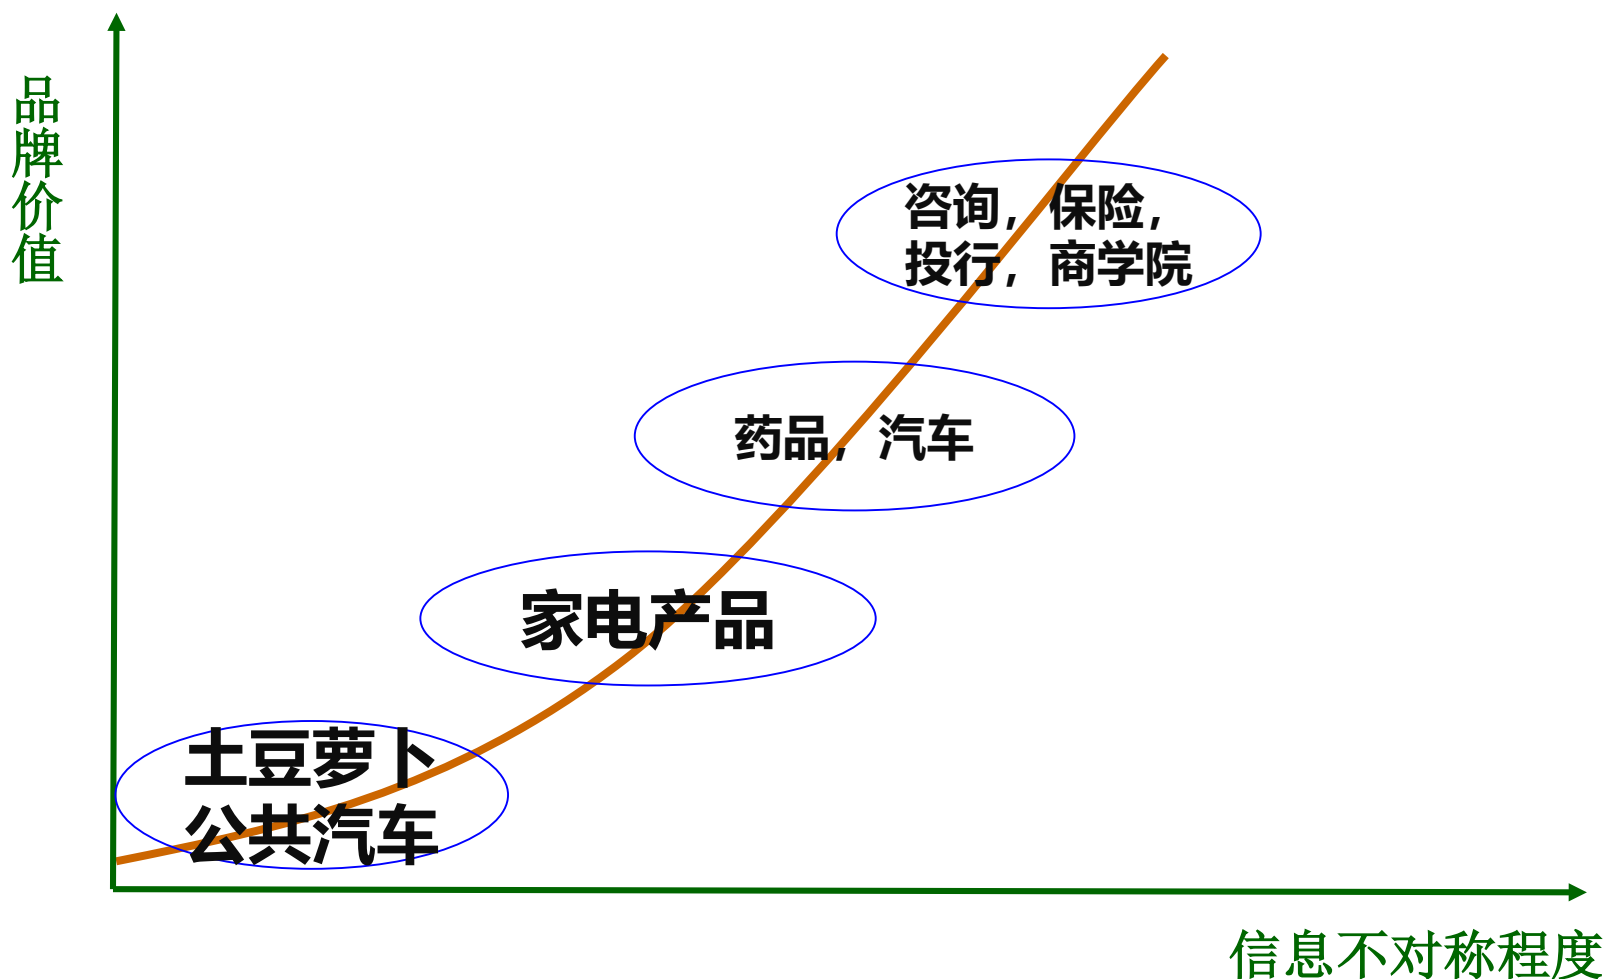 品牌价值
咨询，保险，
投行，商学院
药品，汽车
家电产品
土豆萝卜
公共汽车
信息不对称程度